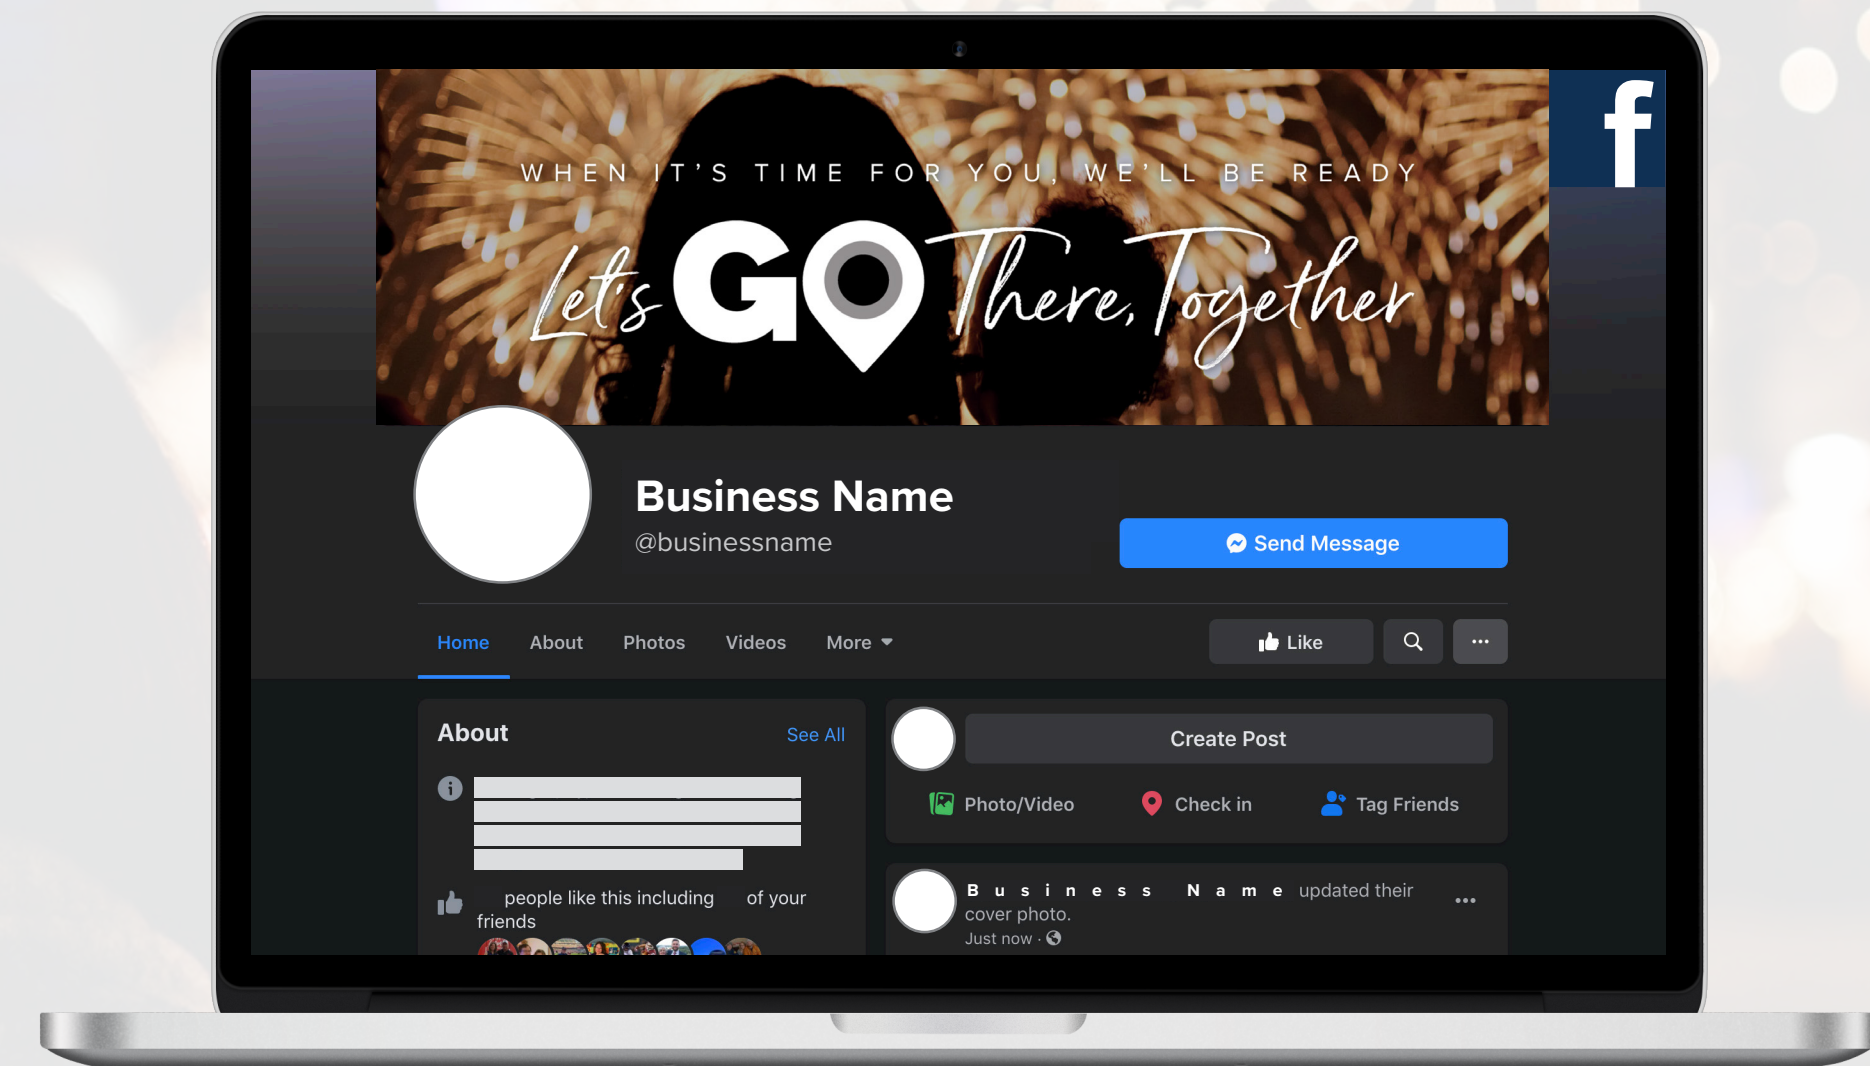 WHEN IT'S TIME FOR YOU, WE'LL BE READY
Let's GO There, Together
f
Business Name
@businessname
Send Message
Home About Photos Videos More
Like
About
See All
people like this including of your
friends
Create Post
Photo/Video Check in Tag Friends
Business Name updated their
cover photo.
Just now ·